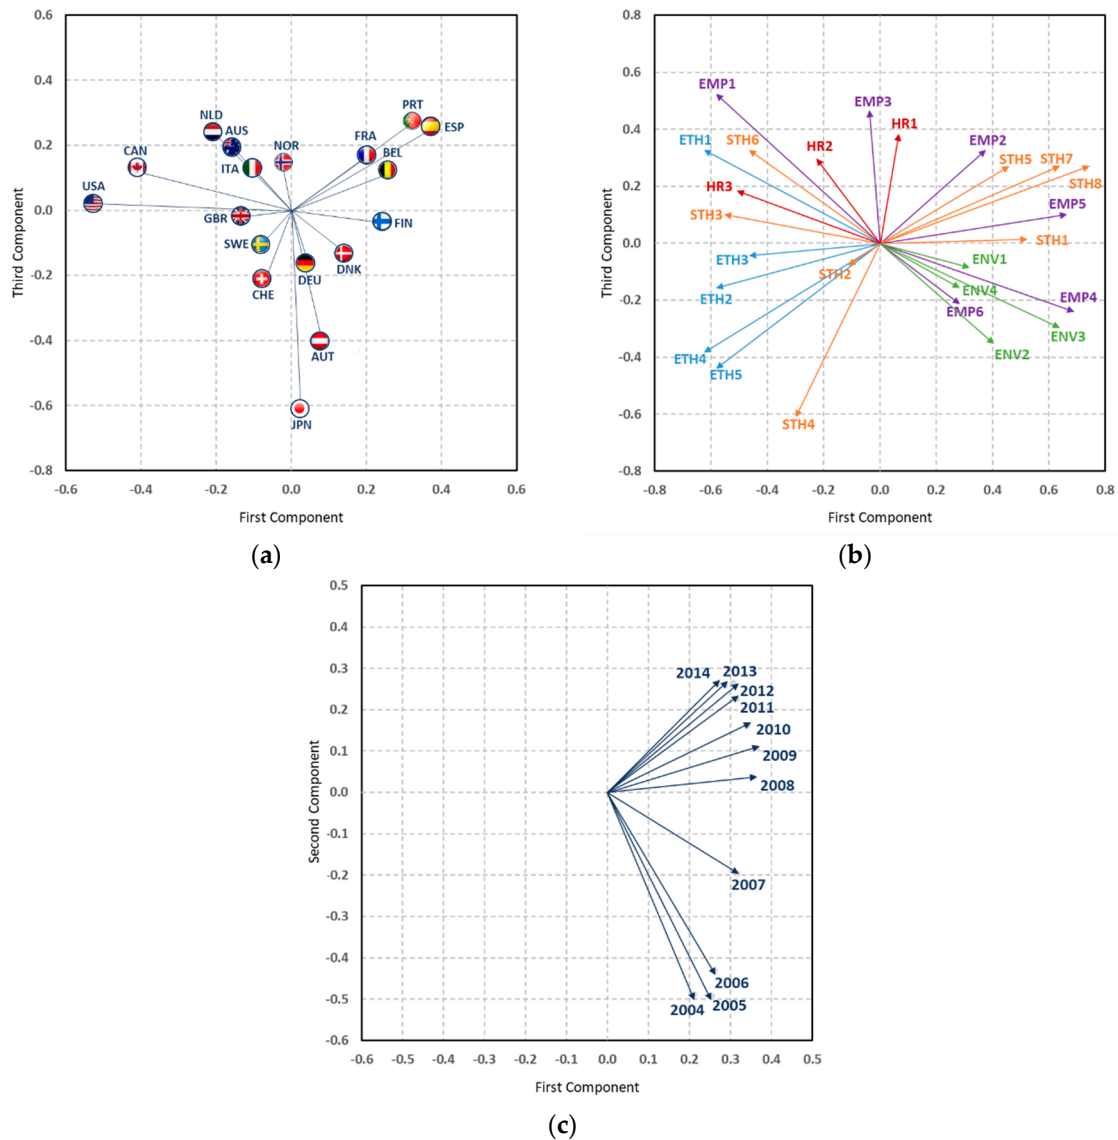 0.6
0.4
0.2
0.0
-0.2
-0.4
-0.6
-0.8
Third Component
PRT
ESP
NLD
AUS
FRA
NOR
BEL
CAN
ITA
USA
GBR
FIN
SWE
DNK
DEU
CHE
AUT
JPN
-0.6 -0.4 -0.2 0.0 0.2 0.4 0.6
First Component
(a)
0.8
0.6
0.4
0.2
0.0
-0.2
-0.4
-0.6
-0.8
Third Component
EMP1
EMP3
HR1
ETH1
STH6
HR2
EMP2
STH5
STH7
STH8
HR3
STH3
EMP5
STH1
ETH3
STH2
ENV1
ETH2
ENV4
EMP4
EMP6
ENV3
ETH4
ENV2
ETH5
STH4
-0.8 -0.6 -0.4 -0.2 0.0 0.2 0.4 0.6 0.8
First Component
(b)
0.5
0.4
0.3
0.2
0.1
0.0
-0.1
-0.2
-0.3
-0.4
-0.5
-0.6
Second Component
2014
2013
2012
2011
2010
2009
2008
2007
2006
2005
2004
-0.6 -0.5 -0.4 -0.3 -0.2 -0.1 0.0 0.1 0.2 0.3 0.4 0.5
First Component
(c)